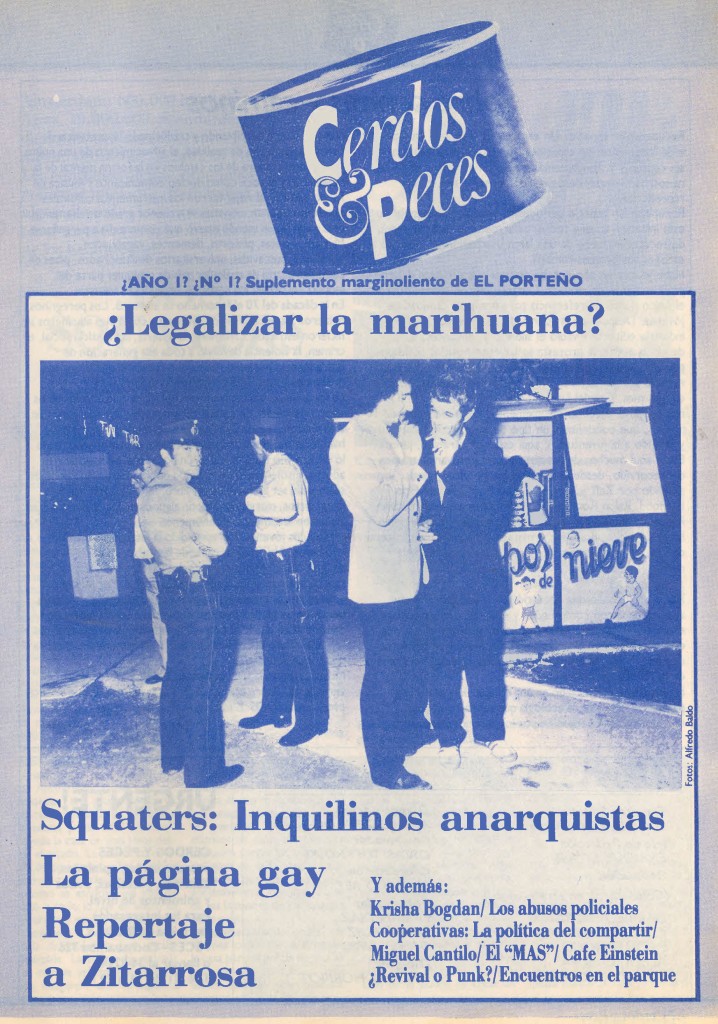 Cerdos
& Peces
¿AÑO 1? ¿Nº 1? Suplemento marginoliento de EL PORTEÑO
¿Legalizar la marihuana?
pos
de
nieve
Fotos: Alfredo Baldo
Squaters: Inquilinos anarquistas
La página gay
Reportaje
a Zitarrosa
Y además:
Krisha Bogdan/ Los abusos policiales
Cooperativas: La política del compartir/
Miguel Cantilo/ El “MAS”/ Cafe Einstein
¿Revival o Punk?/ Encuentros en el parque